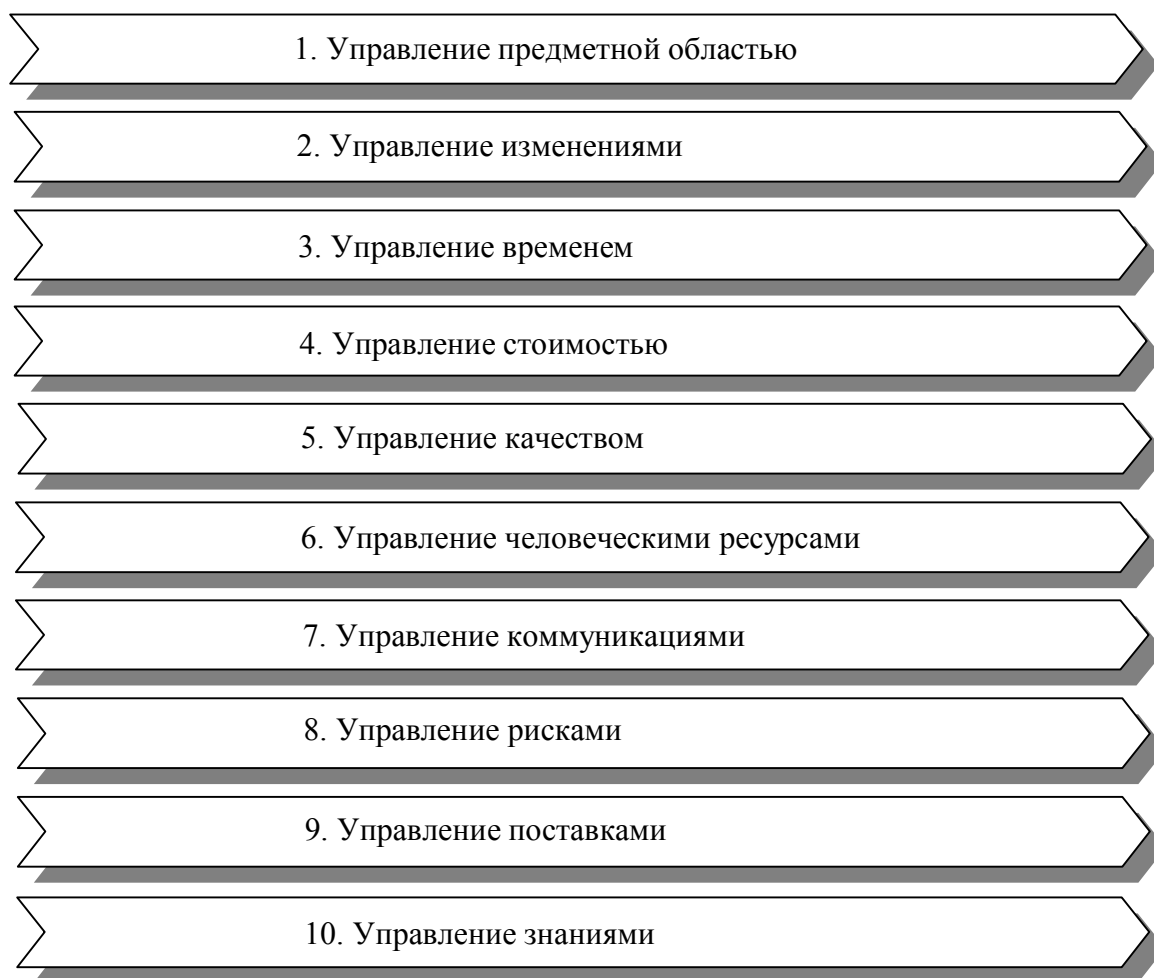 1. Управление предметной областью
2. Управление изменениями
3. Управление временем
4. Управление стоимостью
5. Управление качеством
6. Управление человеческими ресурсами
7. Управление коммуникациями
8. Управление рисками
9. Управление поставками
10. Управление знаниями